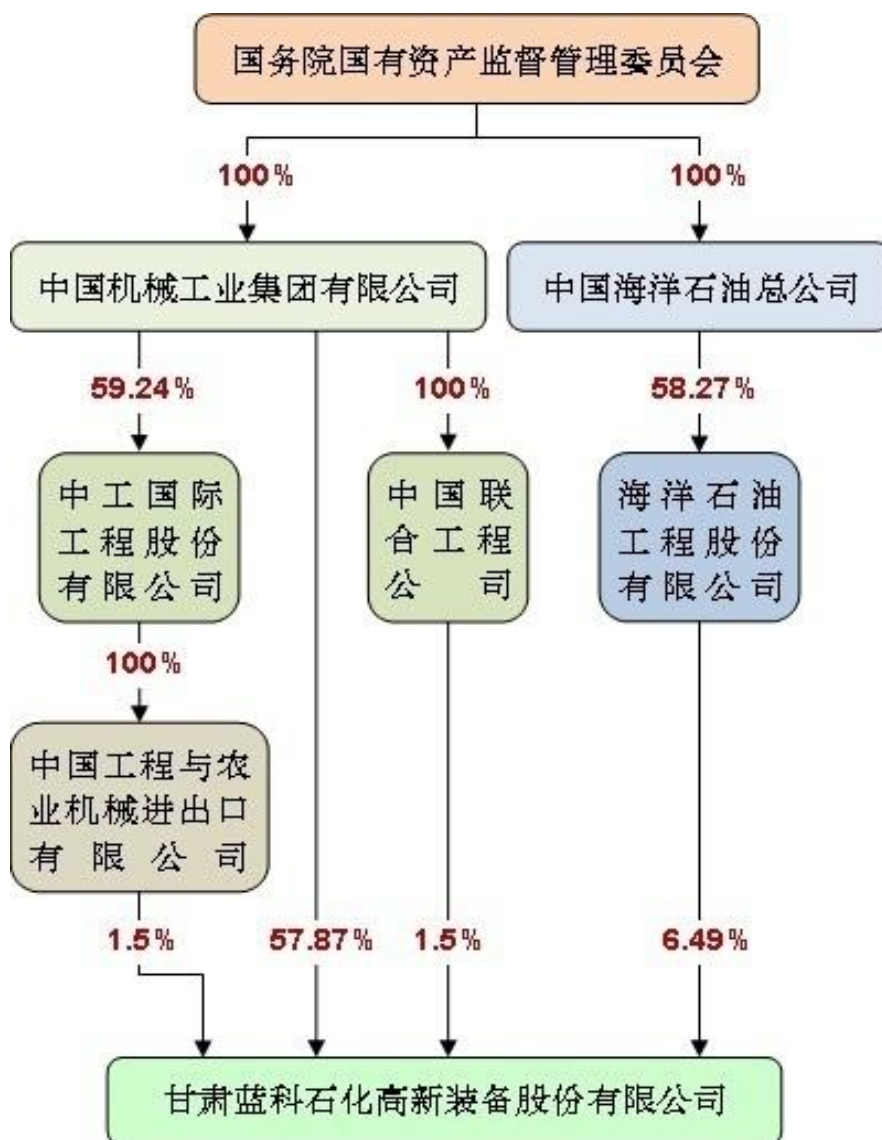 国务院国有资产监督管理委员会
100%
100%
中国机械工业集团有限公司
中国海洋石油总公司
59.24%
100%
58.27%
中工国际
工程股份
有限公司
中国联
合工程
公司
海洋石油
工程股份
有限公司
100%
中国工程与农
业机械进出口
有限公司
1.5%
57.87%
1.5%
6.49%
甘肃蓝科石化高新装备股份有限公司